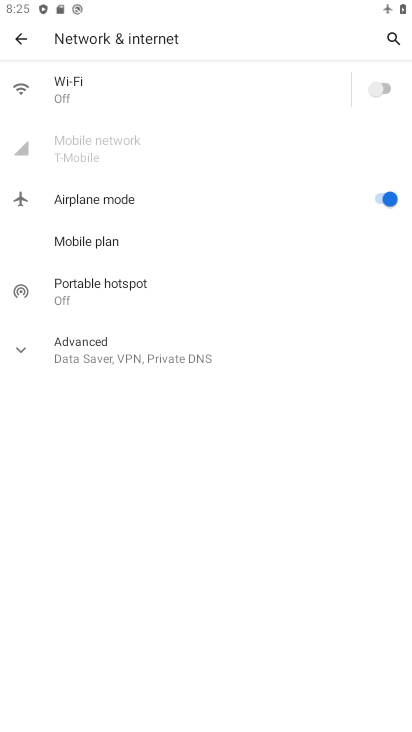 8:25
Network & internet
Wi-Fi
Off
Mobile network
T-Mobile
Airplane mode
Mobile plan
Portable hotspot
Off
Advanced
Data Saver, VPN, Private DNS